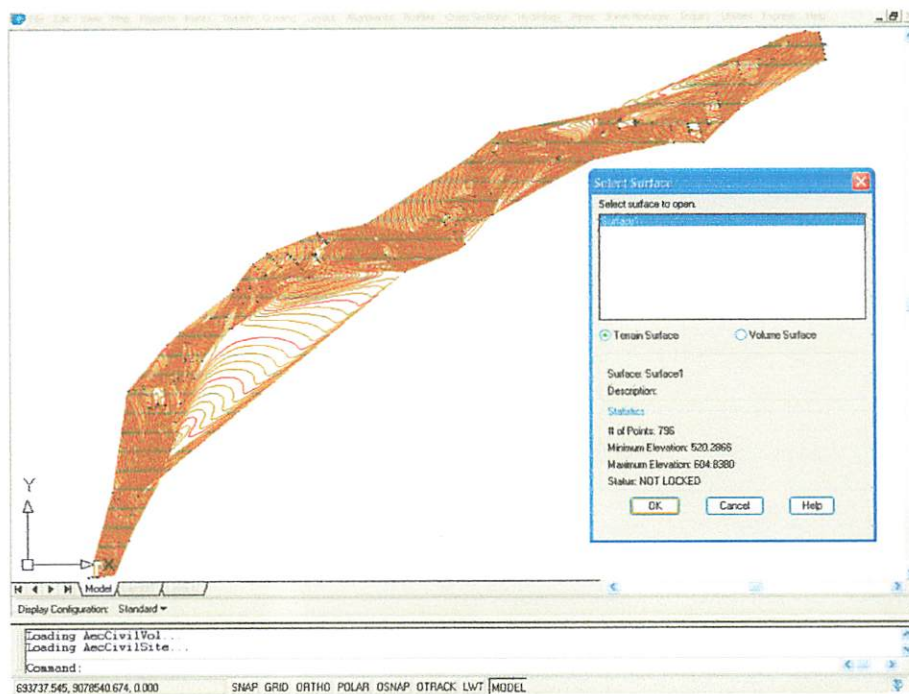 Select Surface
Select surface to open.
Surface1
Terrain Surface
Volume Surface
Surface: Surface1
Description:
Statistics
# of Points: 796
Minimum Elevation: 520.2866
Maximum Elevation: 604.8380
Status: NOT LOCKED
OK
Cancel
Help
Y
X
Model
Display Configuration: Standard
Loading AecCivilVol...
Loading AecCivilSite...
Command:
693737.545, 9078540.674, 0.000
SNAP GRID ORTHO POLAR OSNAP OTRACK LWT MODEL